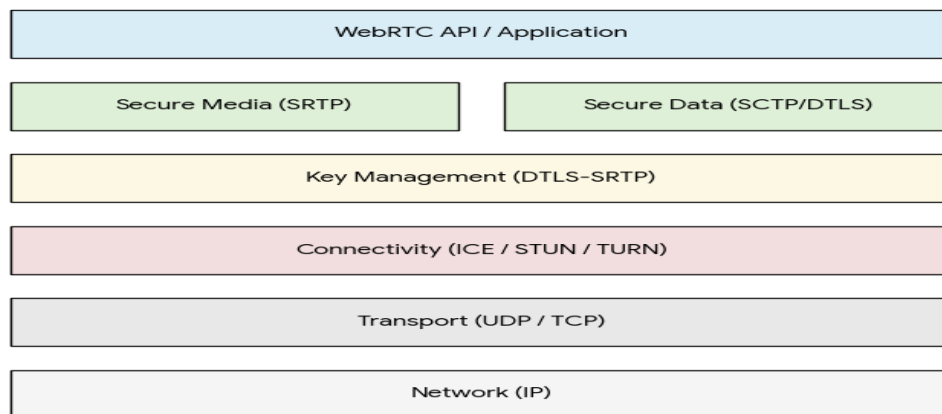 WebRTC API / Application
Secure Media (SRTP)
Secure Data (SCTP/DTLS)
Key Management (DTLS-SRTP)
Connectivity (ICE / STUN / TURN)
Transport (UDP / TCP)
Network (IP)